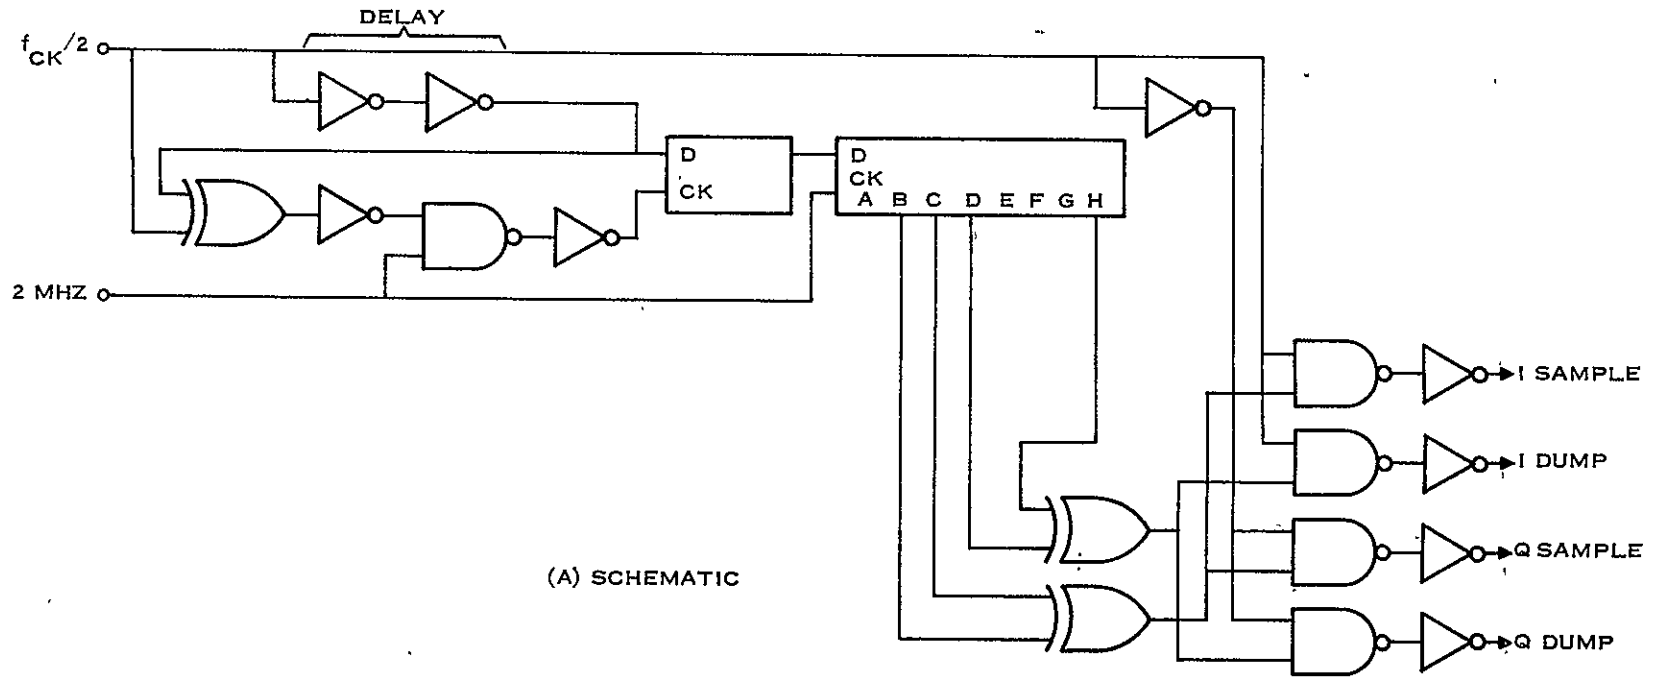 DELAY
fCK/2
D
CK
D
CK
A B C D E F G H
2 MHZ
I SAMPLE
I DUMP
Q SAMPLE
Q DUMP
(A) SCHEMATIC